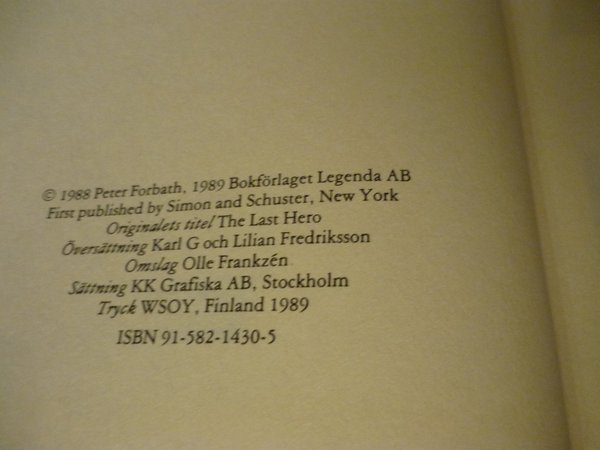 © 1988 Peter Forbath, 1989 Bokförlaget Legenda AB
First published by Simon and Schuster, New York
Originalets titel The Last Hero
Översättning Karl G och Lilian Fredriksson
Omslag Olle Frankzén
Sättning KK Grafiska AB, Stockholm
Tryck WSOY, Finland 1989
ISBN 91-582-1430-5